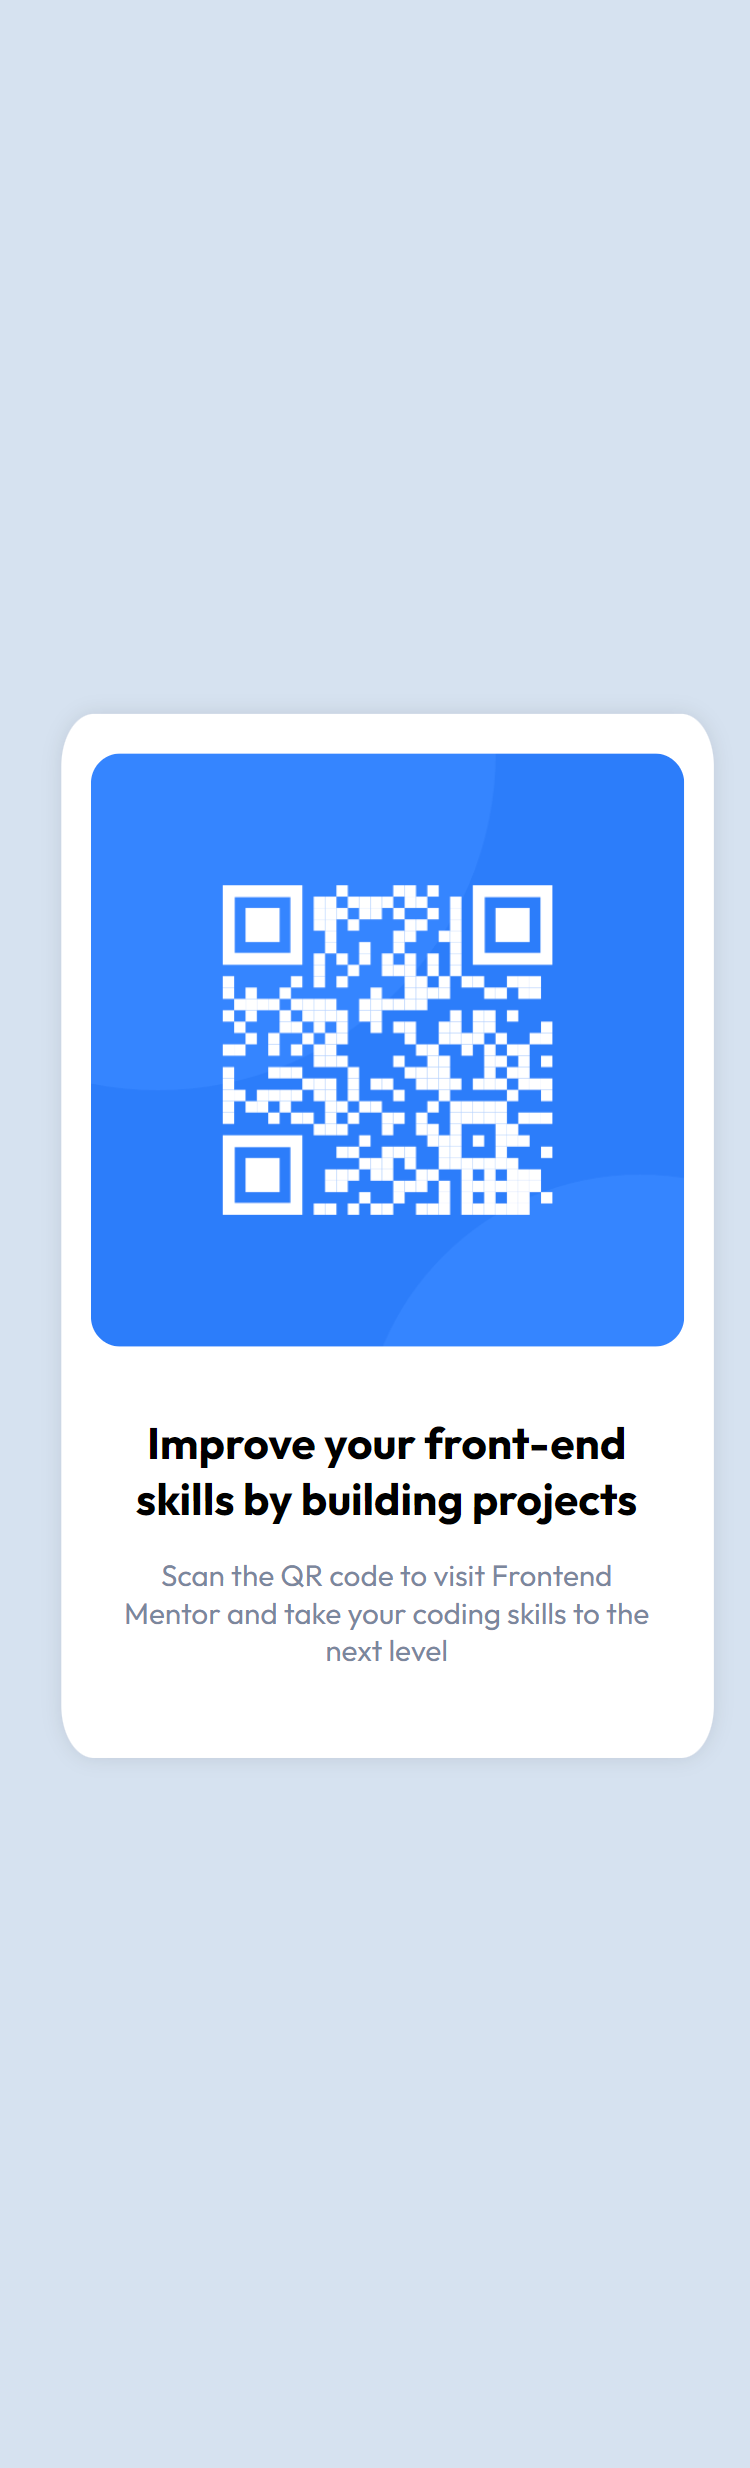 Improve your front-end
skills by building projects
Scan the QR code to visit Frontend
Mentor and take your coding skills to the
next level